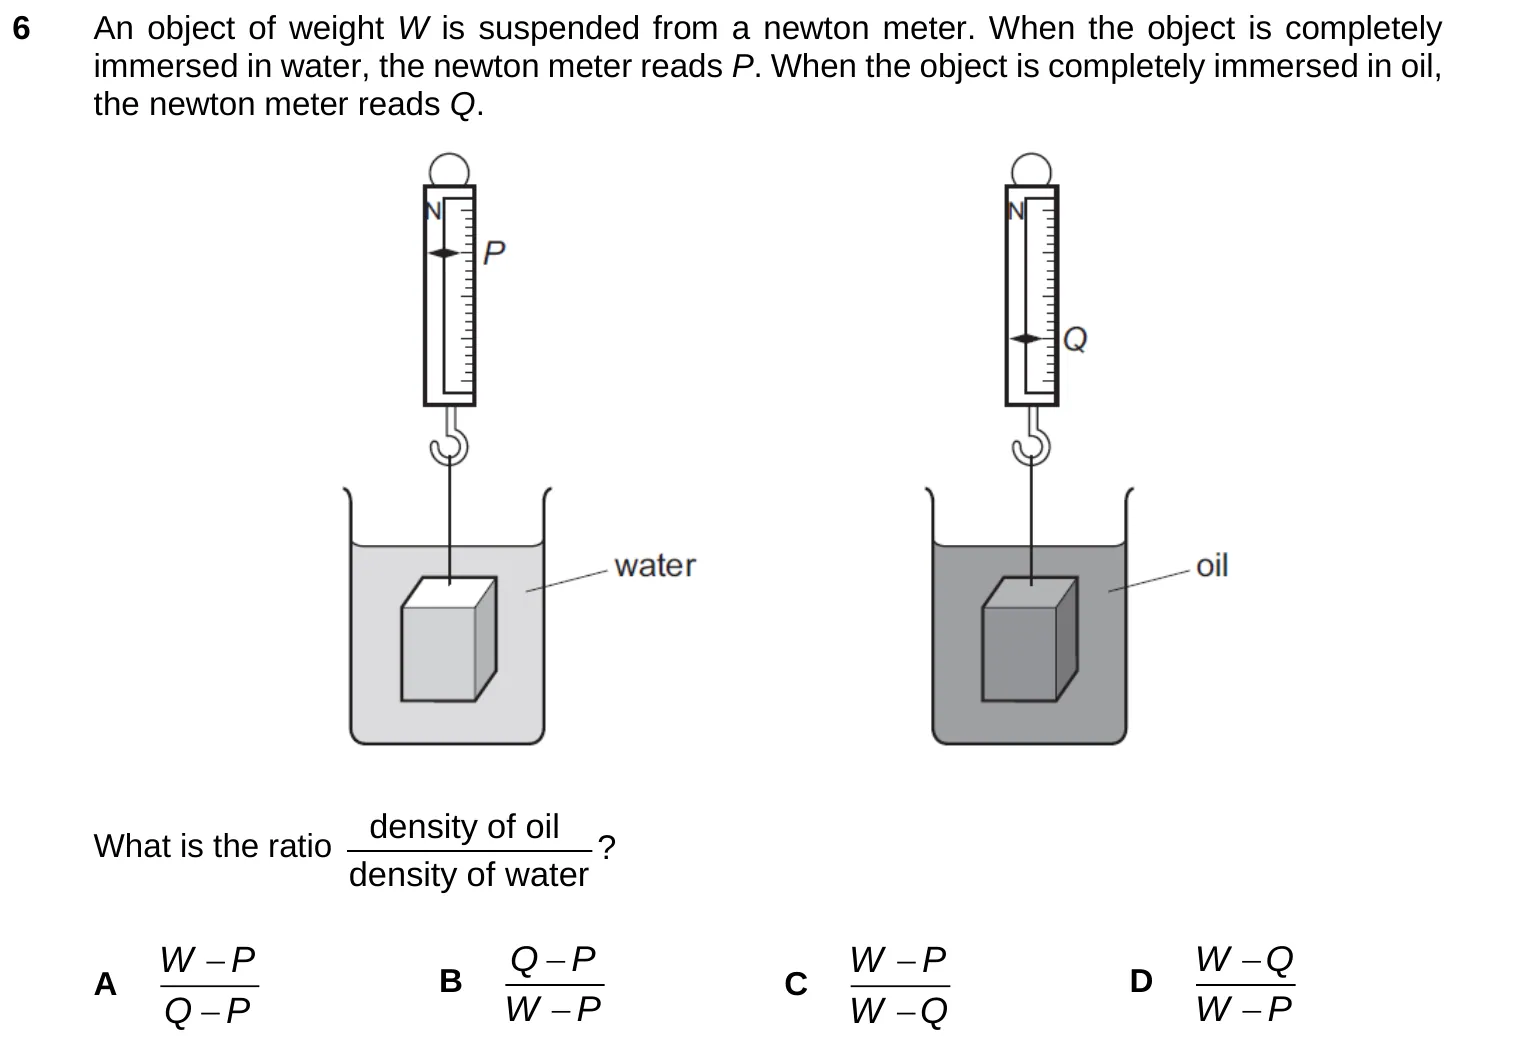 6 An object of weight W is suspended from a newton meter. When the object is completely
immersed in water, the newton meter reads P. When the object is completely immersed in oil,
the newton meter reads Q.
N
P
N
Q
water
oil
What is the ratio density of oil / density of water ?
A W – P / Q – P
B Q – P / W – P
C W – P / W – Q
D W – Q / W – P